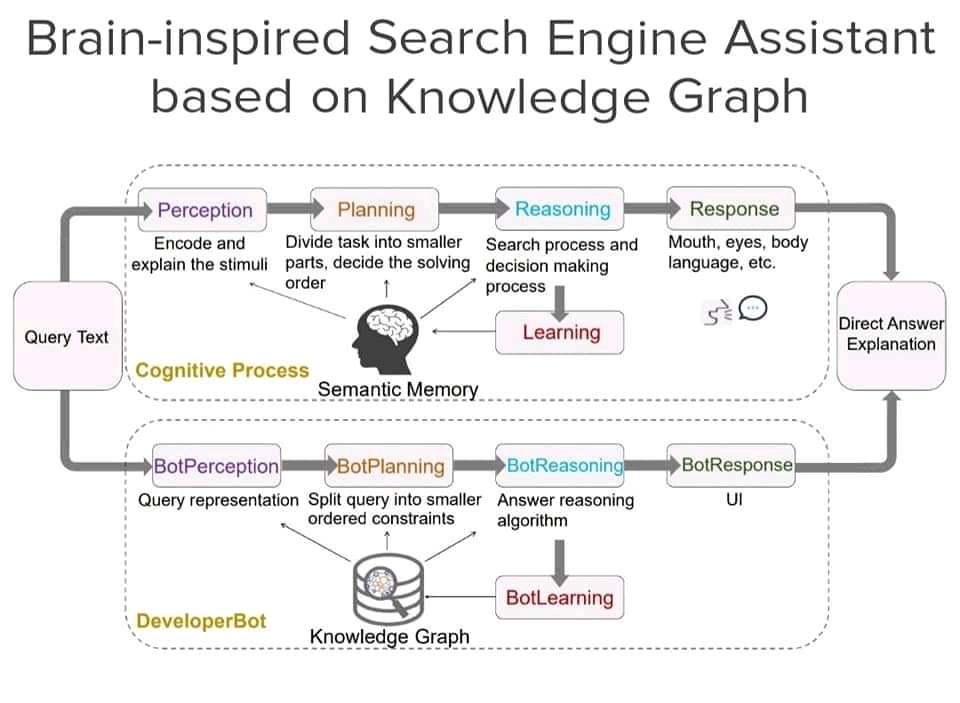 Brain-inspired Search Engine Assistant
based on Knowledge Graph
Perception
Planning
Reasoning
Response
Encode and
explain the stimuli
Divide task into smaller
parts, decide the solving
order
Search process and
decision making
process
Mouth, eyes, body
language, etc.
Query Text
Learning
Direct Answer
Explanation
Cognitive Process
Semantic Memory
BotPerception
BotPlanning
BotReasoning
BotResponse
Query representation
Split query into smaller
ordered constraints
Answer reasoning
algorithm
UI
BotLearning
DeveloperBot
Knowledge Graph